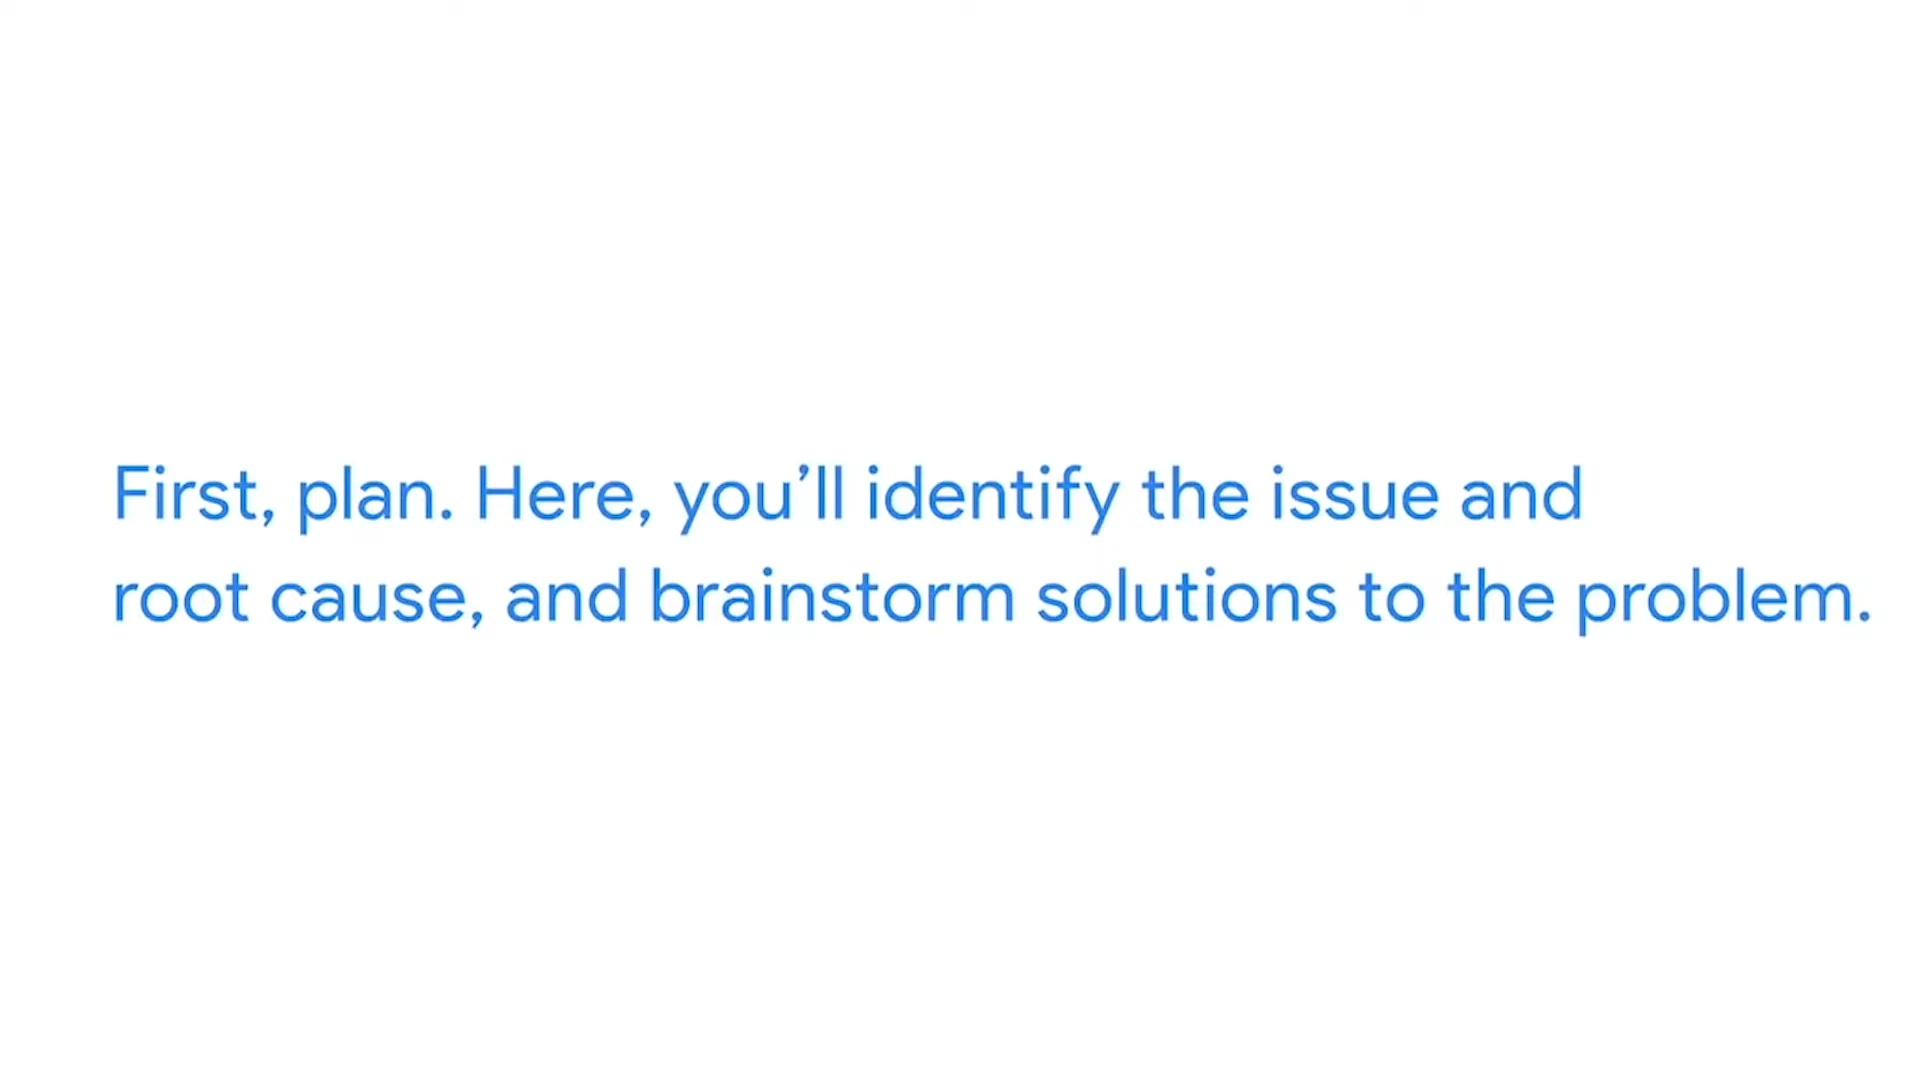 First, plan. Here, you’ll identify the issue and
root cause, and brainstorm solutions to the problem.